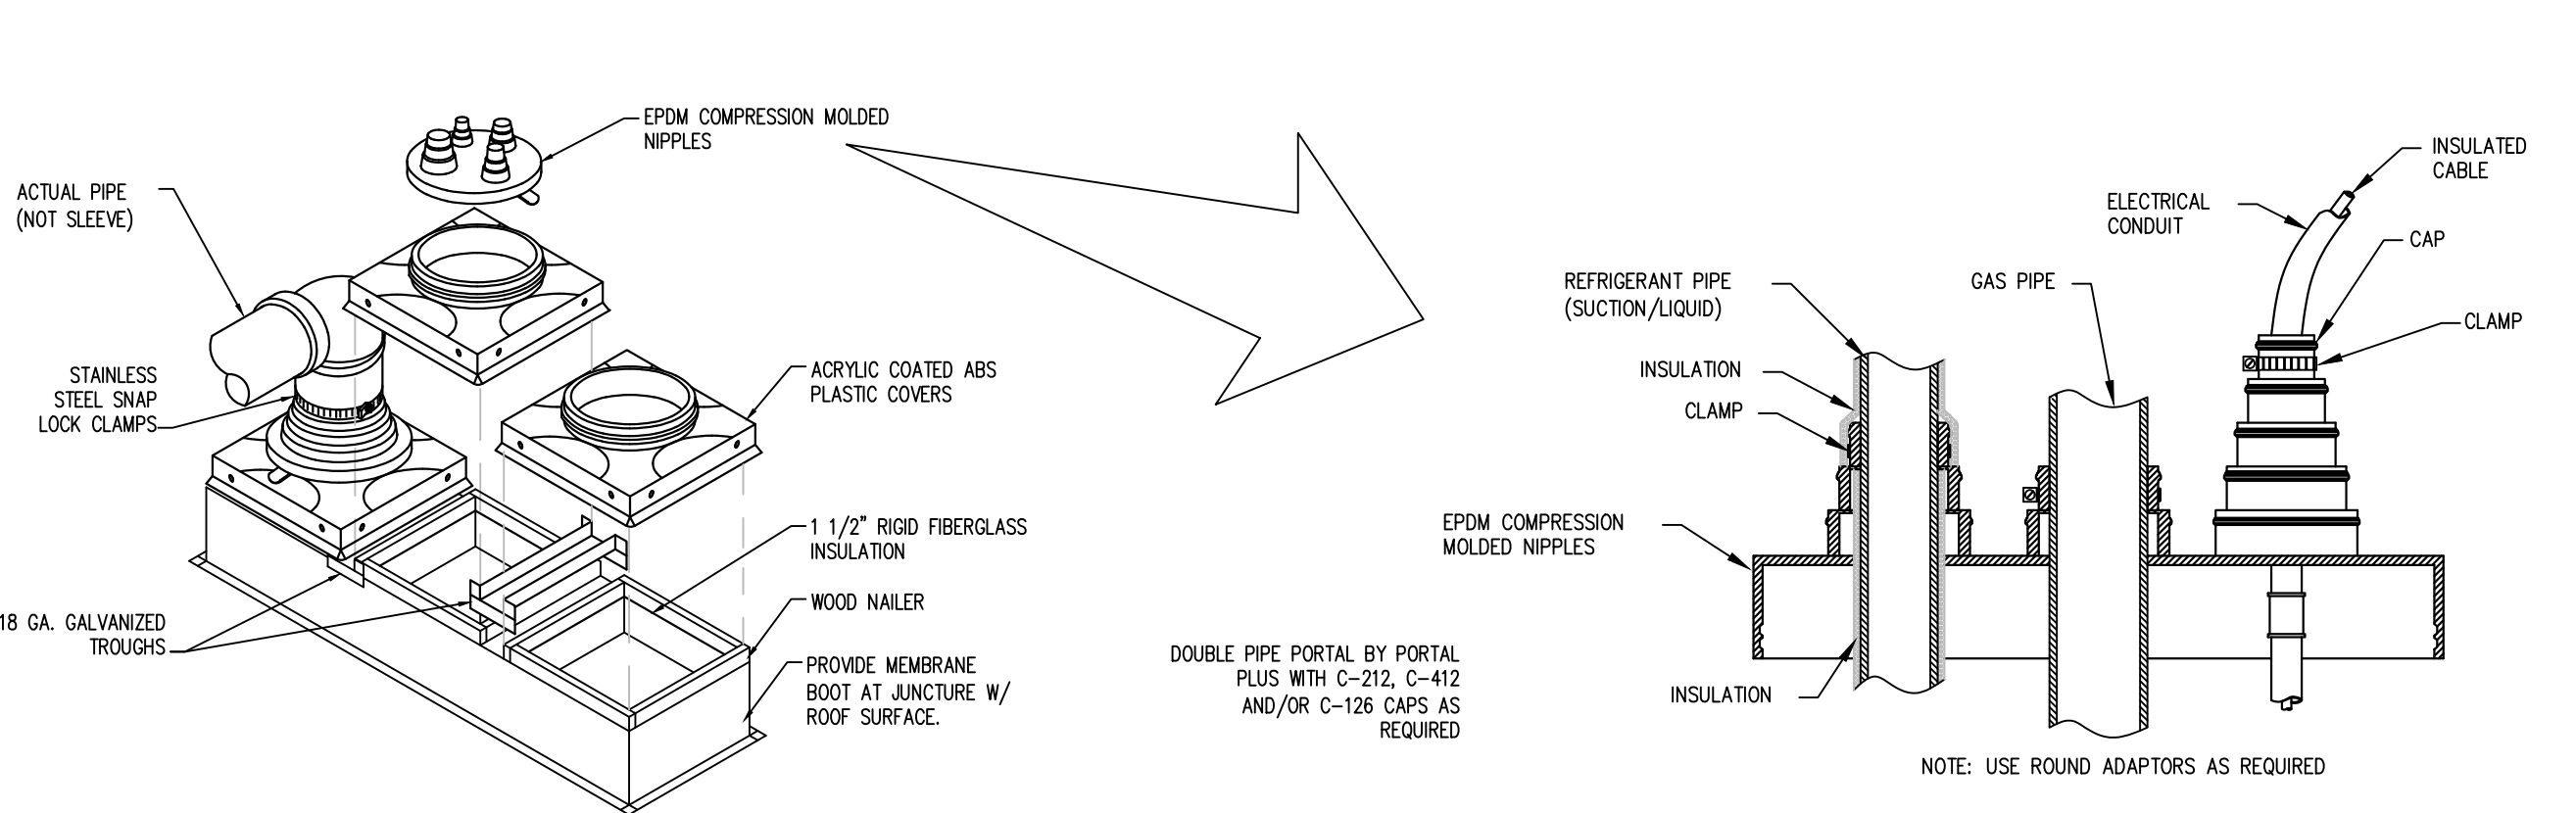 EPDM COMPRESSION MOLDED
NIPPLES
ACTUAL PIPE
(NOT SLEEVE)
STAINLESS
STEEL SNAP
LOCK CLAMPS
ACRYLIC COATED ABS
PLASTIC COVERS
1 1/2" RIGID FIBERGLASS
INSULATION
WOOD NAILER
18 GA. GALVANIZED
TROUGHS
PROVIDE MEMBRANE
BOOT AT JUNCTURE W/
ROOF SURFACE.
DOUBLE PIPE PORTAL BY PORTAL
PLUS WITH C-212, C-412
AND/OR C-126 CAPS AS
REQUIRED
INSULATED
CABLE
ELECTRICAL
CONDUIT
CAP
CLAMP
REFRIGERANT PIPE
(SUCTION/LIQUID)
GAS PIPE
INSULATION
CLAMP
EPDM COMPRESSION
MOLDED NIPPLES
INSULATION
NOTE: USE ROUND ADAPTORS AS REQUIRED